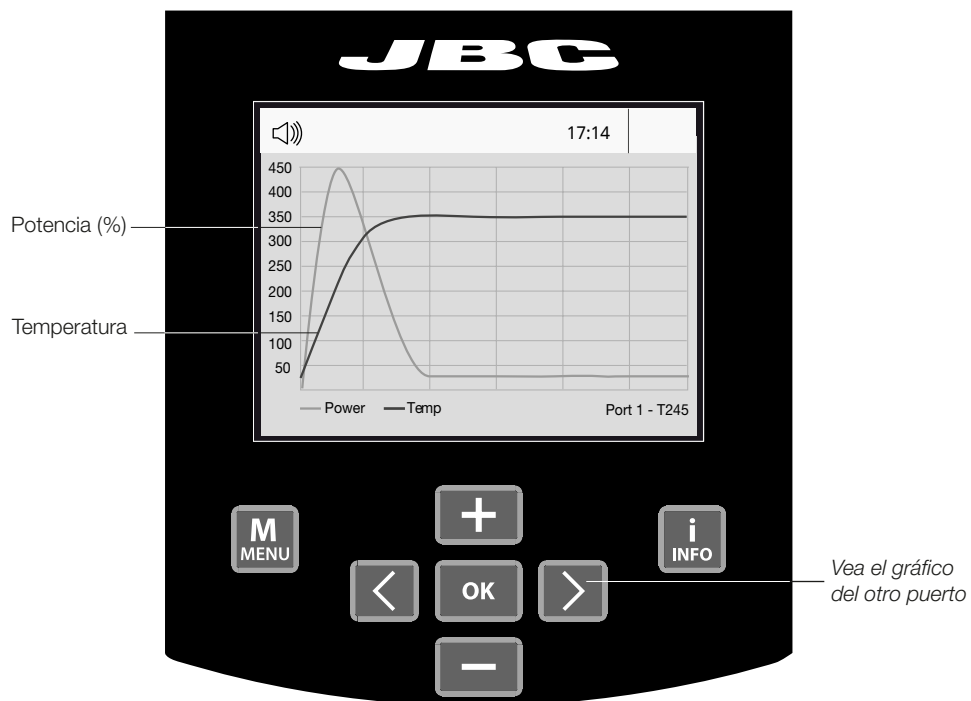 JBC
17:14
450
400
350
300
250
200
150
100
50
Potencia (%)
Temperatura
Power Temp Port 1 - T245
M
MENU
+
i
INFO
< OK >
Vea el gráfico
del otro puerto
−